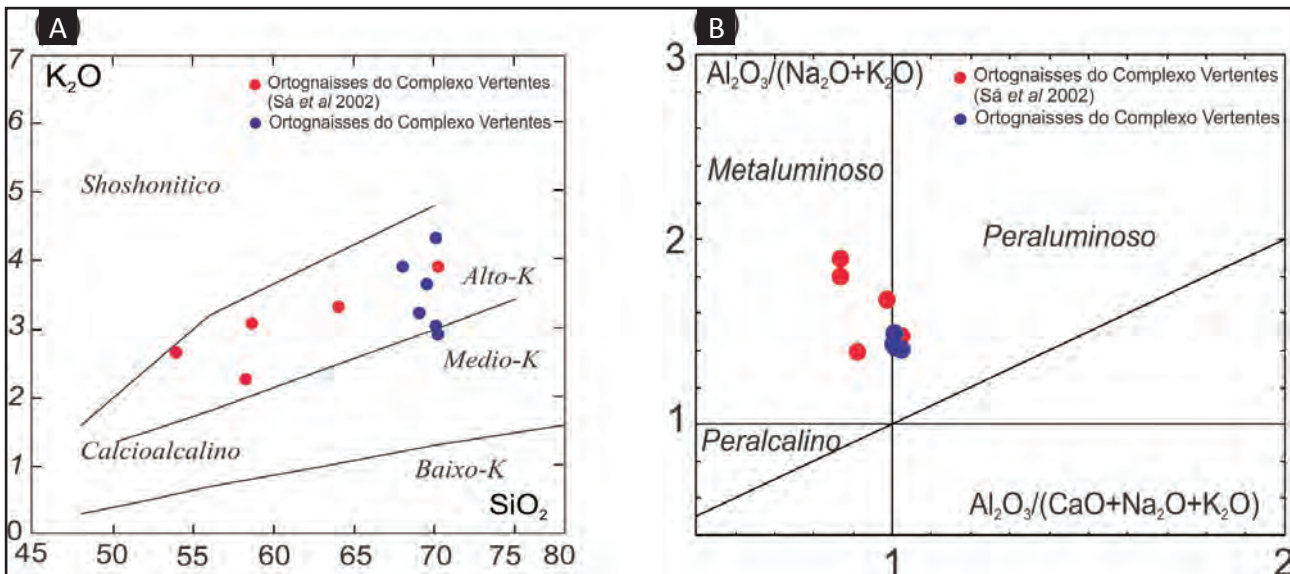 A
K₂O
Ortognaisses do Complexo Vertentes
(Sá et al 2002)
Ortognaisses do Complexo Vertentes
Shoshonitico
Alto-K
Medio-K
Calcioalcalino
Baixo-K
SiO₂
7
6
5
4
3
2
1
0
45 50 55 60 65 70 75 80
B
Al₂O₃/(Na₂O+K₂O)
Ortognaisses do Complexo Vertentes
(Sá et al 2002)
Ortognaisses do Complexo Vertentes
Metaluminoso
Peraluminoso
Peralcalino
Al₂O₃/(CaO+Na₂O+K₂O)
3
2
1
1 2